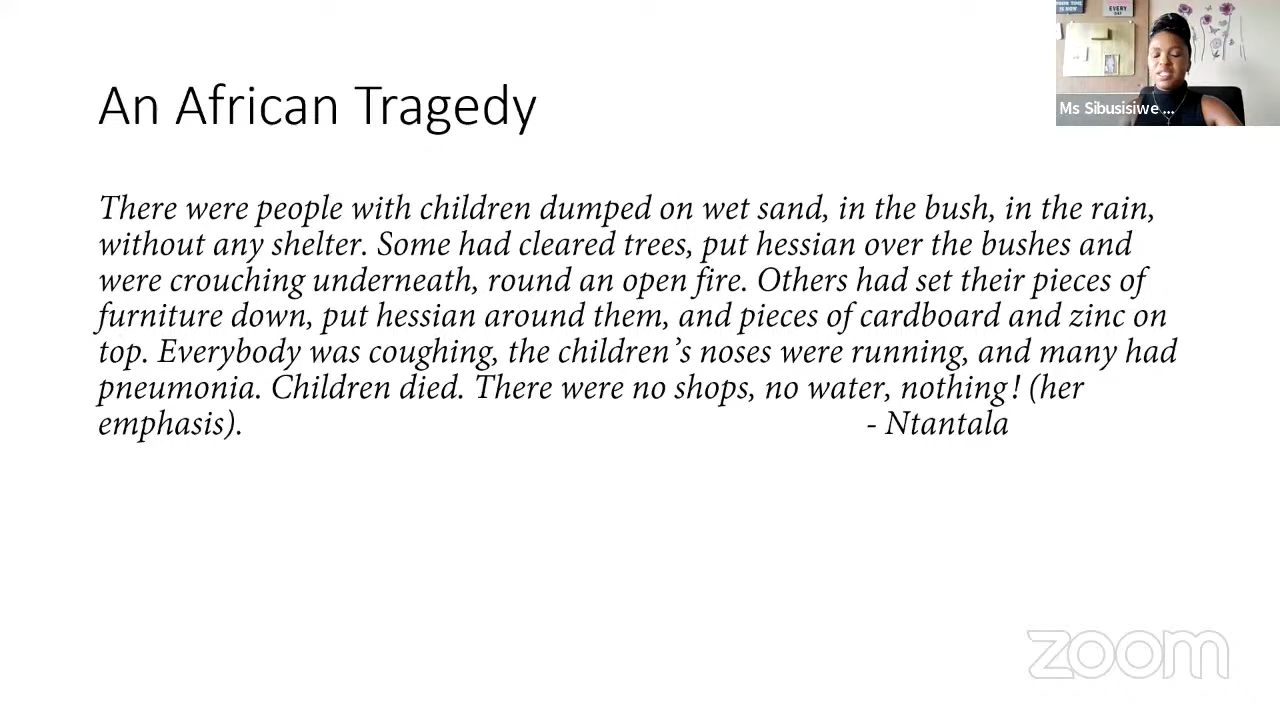 An African Tragedy
There were people with children dumped on wet sand, in the bush, in the rain,
without any shelter. Some had cleared trees, put hessian over the bushes and
were crouching underneath, round an open fire. Others had set their pieces of
furniture down, put hessian around them, and pieces of cardboard and zinc on
top. Everybody was coughing, the children’s noses were running, and many had
pneumonia. Children died. There were no shops, no water, nothing! (her
emphasis). - Ntantala
EVERY
Ms Sibusisiwe ...
zoom